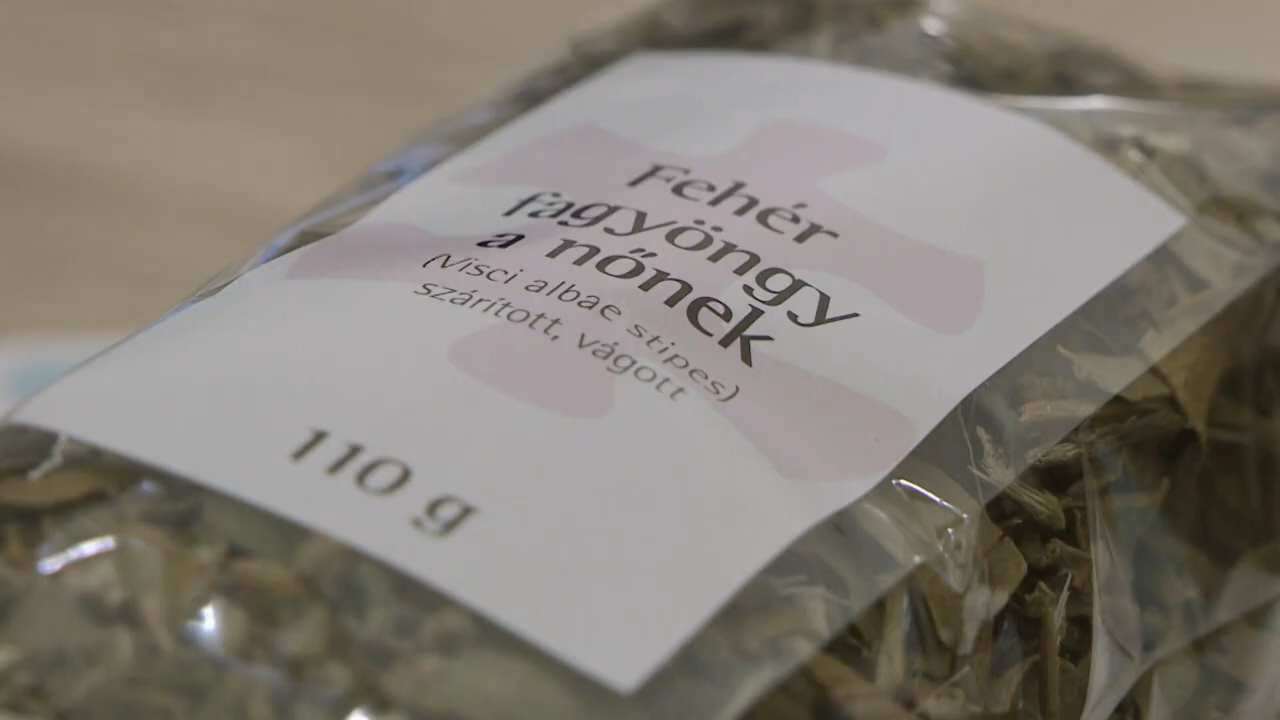 Fehér
fagyöngy
a nőnek
(Visci albae stipes)
szárított, vágott
110 g